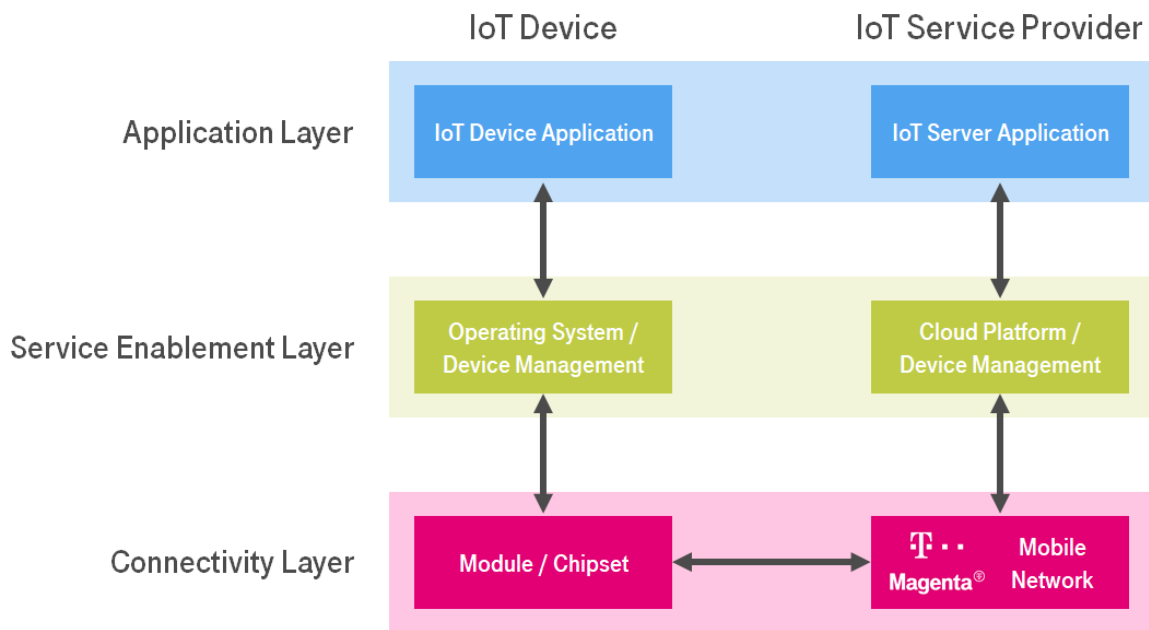 IoT Device
IoT Service Provider
Application Layer
IoT Device Application
IoT Server Application
Service Enablement Layer
Operating System /
Device Management
Cloud Platform /
Device Management
Connectivity Layer
Module / Chipset
T
Magenta®
Mobile
Network